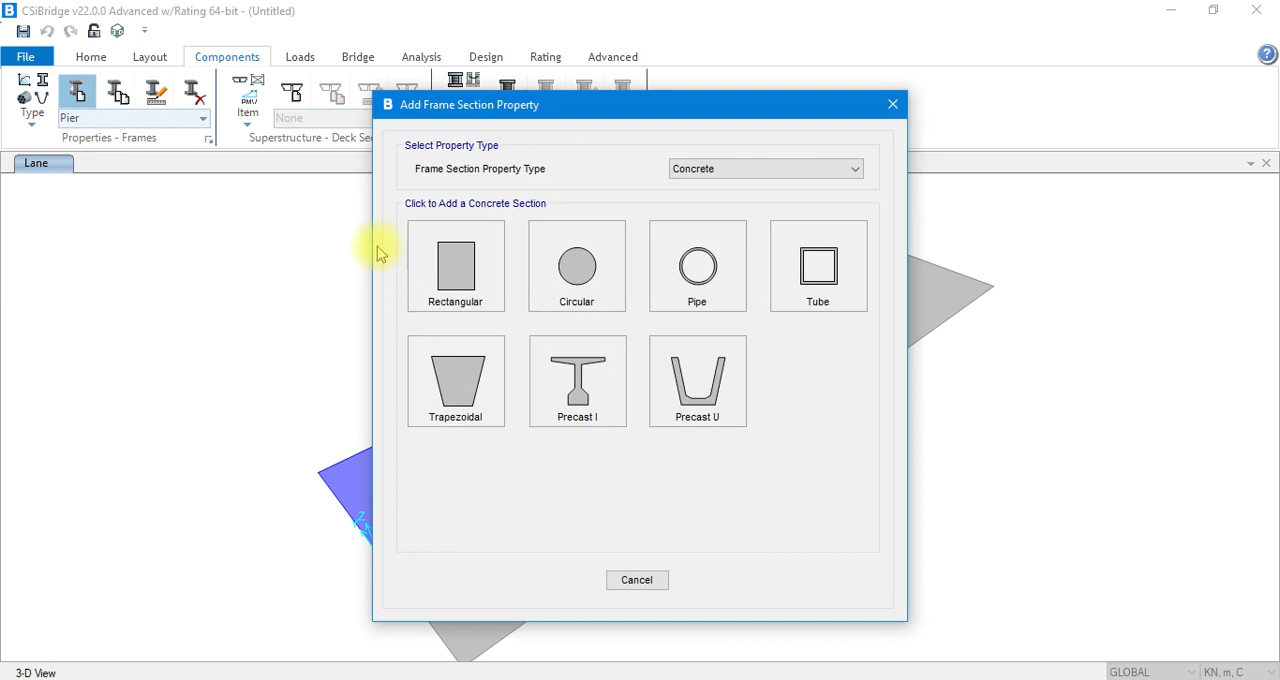 CSiBridge v22.0.0 Advanced w/Rating 64-bit - (Untitled)
File
Home
Layout
Components
Loads
Bridge
Analysis
Design
Rating
Advanced
Type
Pier
Properties - Frames
Item
None
Superstructure - Deck Sec
Lane
Add Frame Section Property
Select Property Type
Frame Section Property Type
Concrete
Click to Add a Concrete Section
Rectangular
Circular
Pipe
Tube
Trapezoidal
Precast I
Precast U
Cancel
Z
3-D View
GLOBAL
KN, m, C